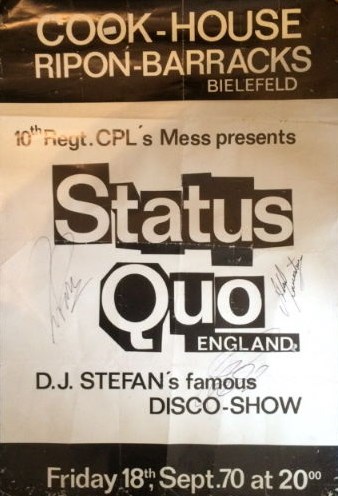 COOK-HOUSE
RIPON-BARRACKS
BIELEFELD
10th Regt. CPL's Mess presents
Status
Quo
ENGLAND
D.J. STEFAN's famous
DISCO-SHOW
Friday 18th, Sept. 70 at 2000